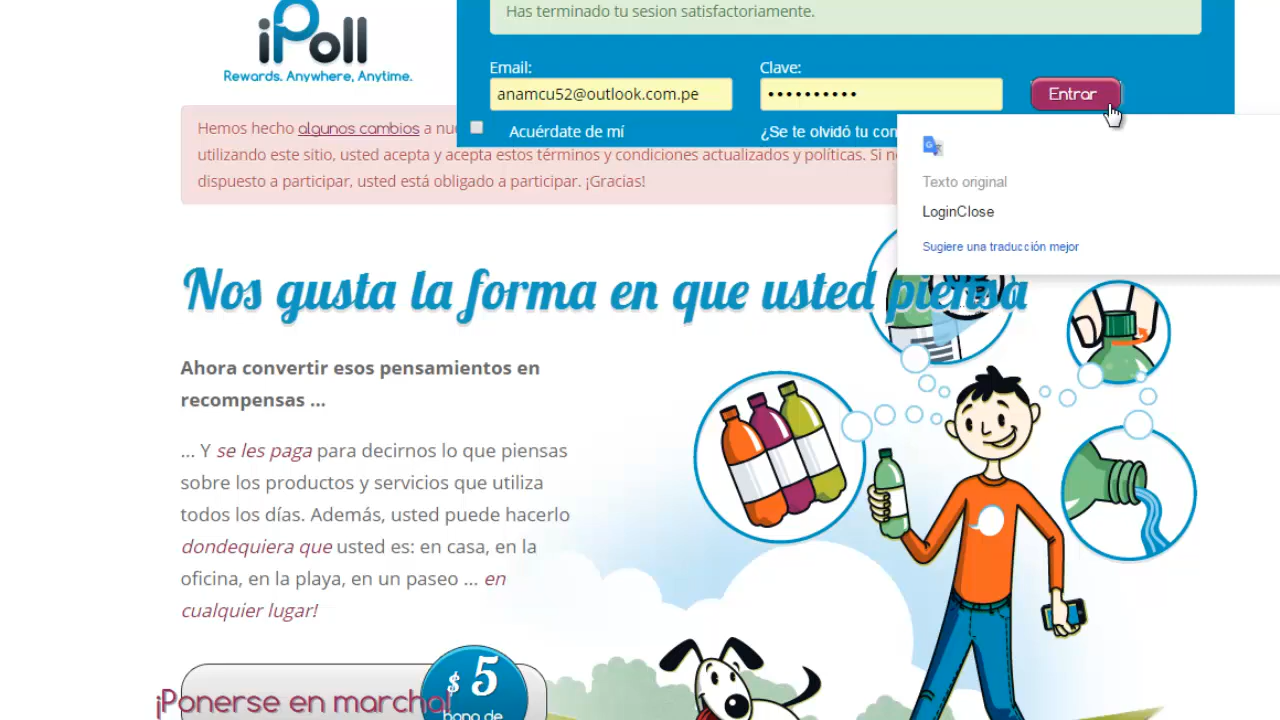 Has terminado tu sesion satisfactoriamente.
iPoll
Rewards. Anywhere, Anytime.
Email:
Clave:
anamcu52@outlook.com.pe
••••••••••
Entrar
Acuérdate de mí
¿Se te olvidó tu con
Hemos hecho algunos cambios a nu
utilizando este sitio, usted acepta y acepta estos términos y condiciones actualizados y políticas. Si n
dispuesto a participar, usted está obligado a participar. ¡Gracias!
Texto original
LoginClose
Sugiere una traducción mejor
Nos gusta la forma en que usted piensa
Ahora convertir esos pensamientos en
recompensas ...
... Y se les paga para decirnos lo que piensas
sobre los productos y servicios que utiliza
todos los días. Además, usted puede hacerlo
dondequiera que usted es: en casa, en la
oficina, en la playa, en un paseo ... en
cualquier lugar!
¡Ponerse en marcha!
$ 5
bono de